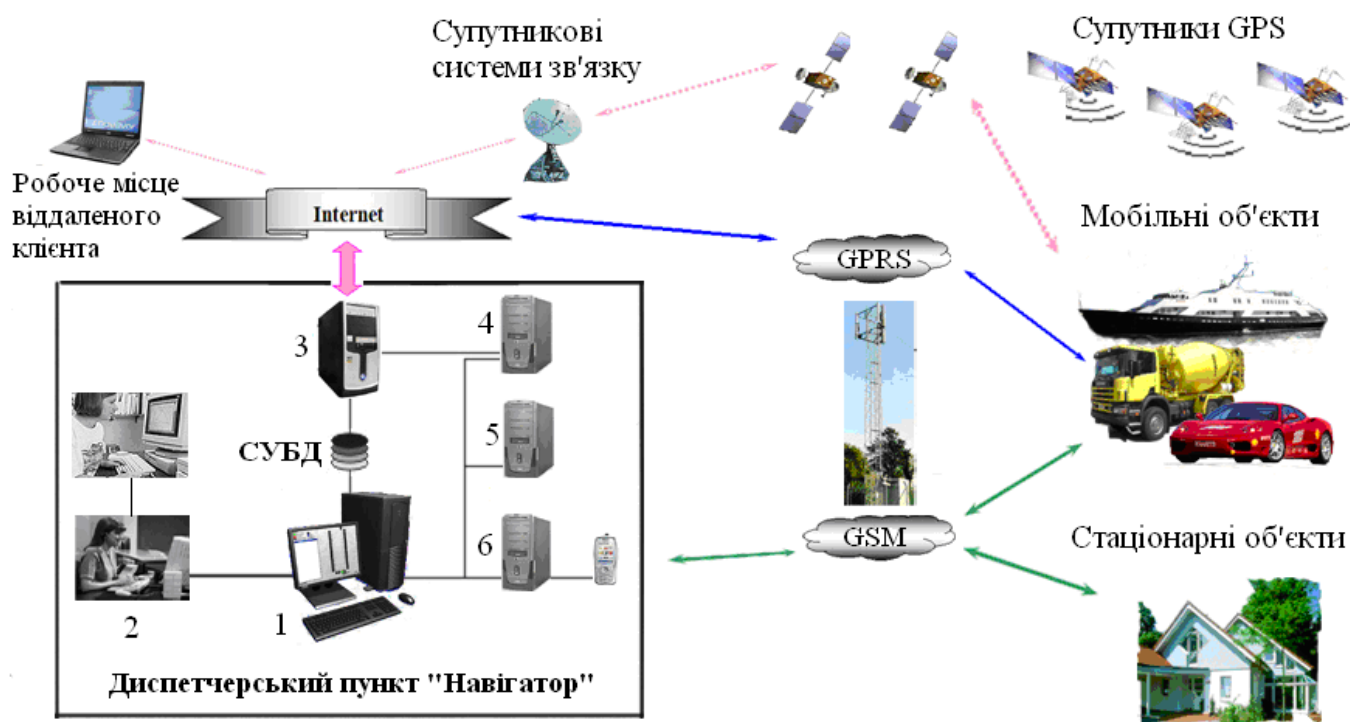 Супутникові
системи зв'язку
Супутники GPS
Робоче місце
віддаленого
клієнта
Internet
Мобільні об'єкти
GPRS
3
4
СУБД
5
6
GSM
Стаціонарні об'єкти
2
1
Диспетчерський пункт "Навігатор"